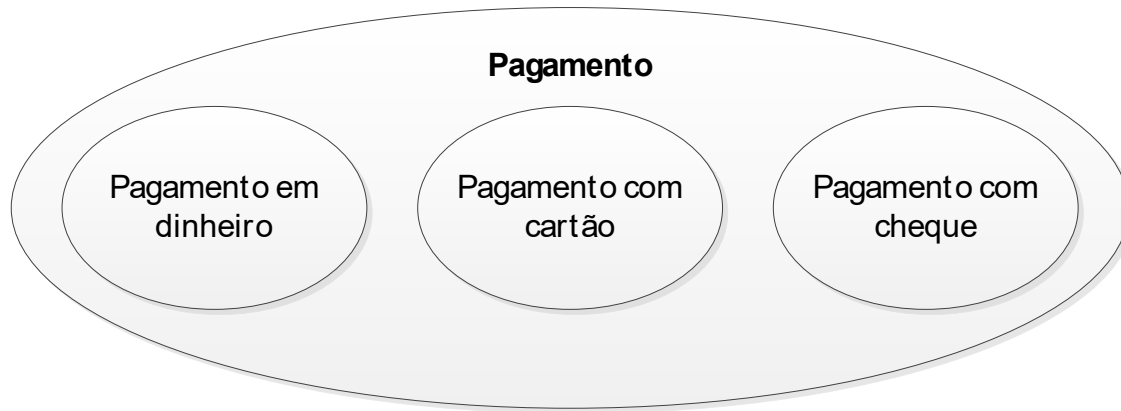 Pagamento
Pagamento em
dinheiro
Pagamento com
cartão
Pagamento com
cheque